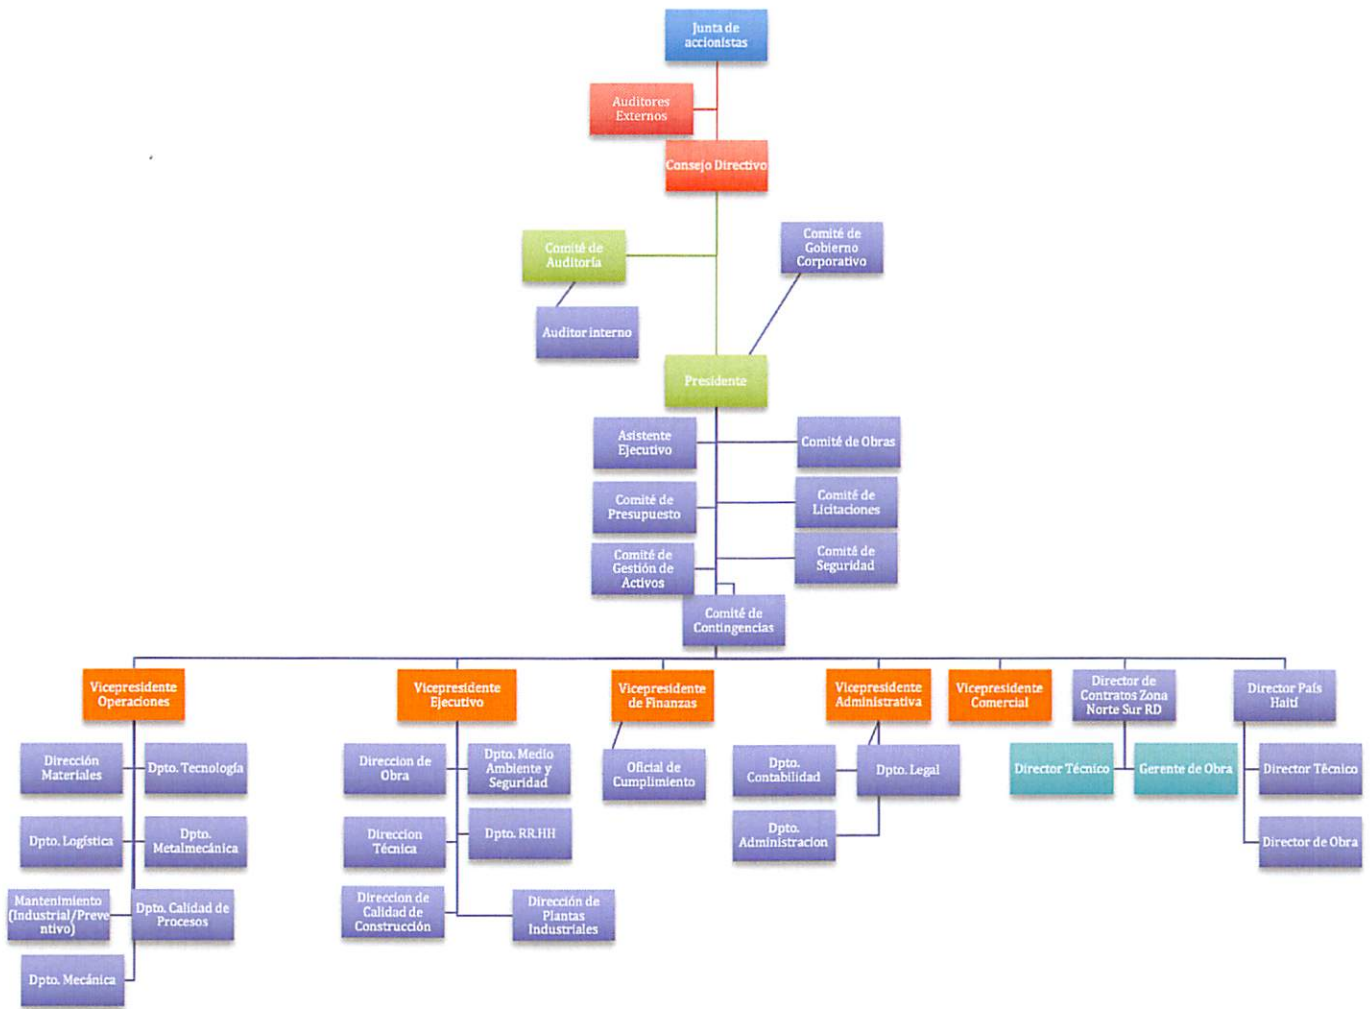 Junta de
accionistas
Auditores
Externos
Consejo Directivo
Comité de
Gobierno
Corporativo
Comité de
Auditoría
Auditor interno
Presidente
Asistente
Ejecutivo
Comité de Obras
Comité de
Presupuesto
Comité de
Licitaciones
Comité de
Gestión de
Activos
Comité de
Seguridad
Comité de
Contingencias
Vicepresidente
Operaciones
Vicepresidente
Ejecutivo
Vicepresidente
de Finanzas
Vicepresidente
Administrativa
Vicepresidente
Comercial
Director de
Contratos Zona
Norte Sur RD
Director País
Haití
Dirección
Materiales
Dpto. Tecnología
Dpto. Logística
Dpto.
Metalmecánica
Mantenimiento
(Industrial/Preve
ntivo)
Dpto. Calidad de
Procesos
Dpto. Mecánica
Direccion de
Obra
Dpto. Medio
Ambiente y
Seguridad
Direccion
Técnica
Dpto. RR.HH
Direccion de
Calidad de
Construcción
Dirección de
Plantas
Industriales
Oficial de
Cumplimiento
Dpto.
Contabilidad
Dpto. Legal
Dpto.
Administracion
Director Técnico
Gerente de Obra
Director Técnico
Director de Obra